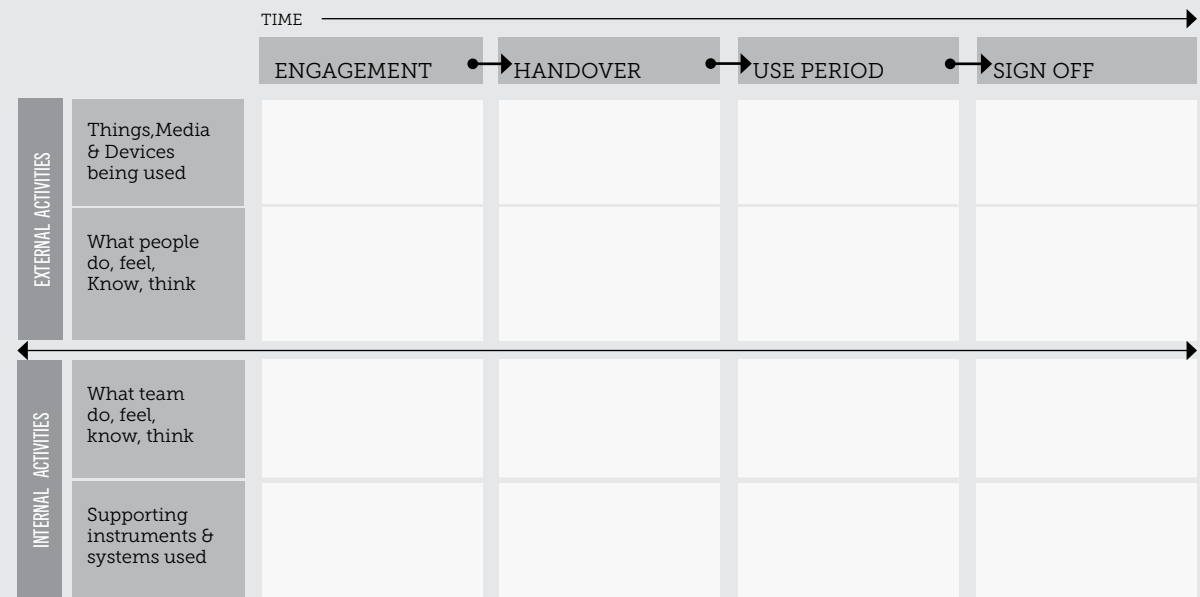 TIME
ENGAGEMENT
HANDOVER
USE PERIOD
SIGN OFF
EXTERNAL ACTIVITIES
Things,Media
& Devices
being used
What people
do, feel,
Know, think
INTERNAL ACTIVITIES
What team
do, feel,
know, think
Supporting
instruments &
systems used